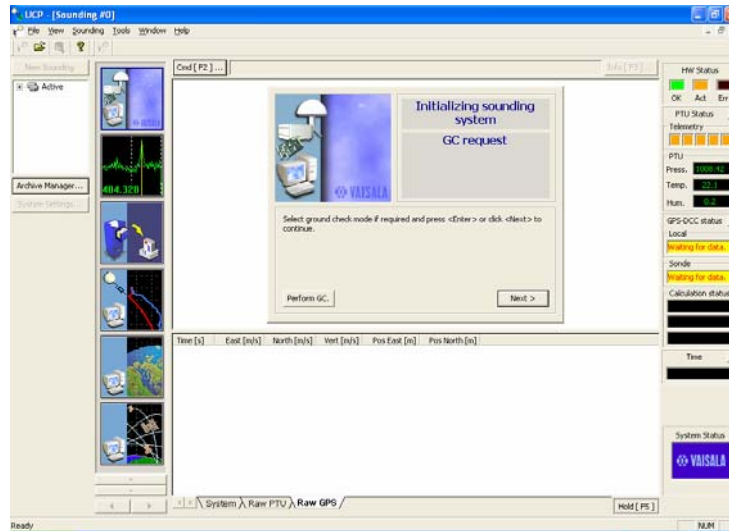 UCP - [Sounding #0]
File View Sounding Tools Window Help
New Sounding
Active
Archive Manager...
System Settings...
VAISALA
404.320
Cmd [ F2 ] ...
Info [ F3 ] ...
Initializing sounding
system
GC request
VAISALA
Select ground check mode if required and press <Enter> or click <Next> to
continue.
Perform GC.
Next >
Time [s] East [m/s] North [m/s] Vert [m/s] Pos East [m] Pos North [m]
System Raw PTU Raw GPS
Hold [ F5 ]
HW Status
OK Act Err
PTU Status
Telemetry
PTU
Press. 1008.42
Temp. 22.1
Hum. 0.2
GPS-DCC status
Local
Waiting for data.
Sonde
Waiting for data.
Calculation status
Time
System Status
VAISALA
Ready
NUM